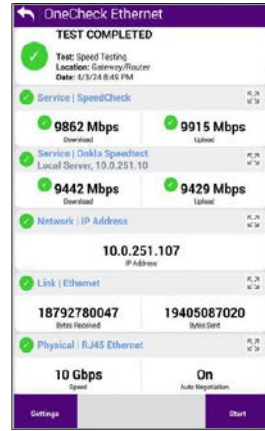 OneCheck Ethernet
TEST COMPLETED
Test: Speed Testing
Location: Gateway/Router
Date: 4/3/24 8:49 PM
Service | SpeedCheck
9862 Mbps 9915 Mbps
Download Upload
Service | Ookla Speedtest
Local Server, 10.0.251.10
9442 Mbps 9429 Mbps
Download Upload
Network | IP Address
10.0.251.107
IP Address
Link | Ethernet
18792780047 19405087020
Bytes Received Bytes Sent
Physical | RJ45 Ethernet
10 Gbps On
Speed Auto Negotiation
Settings Start